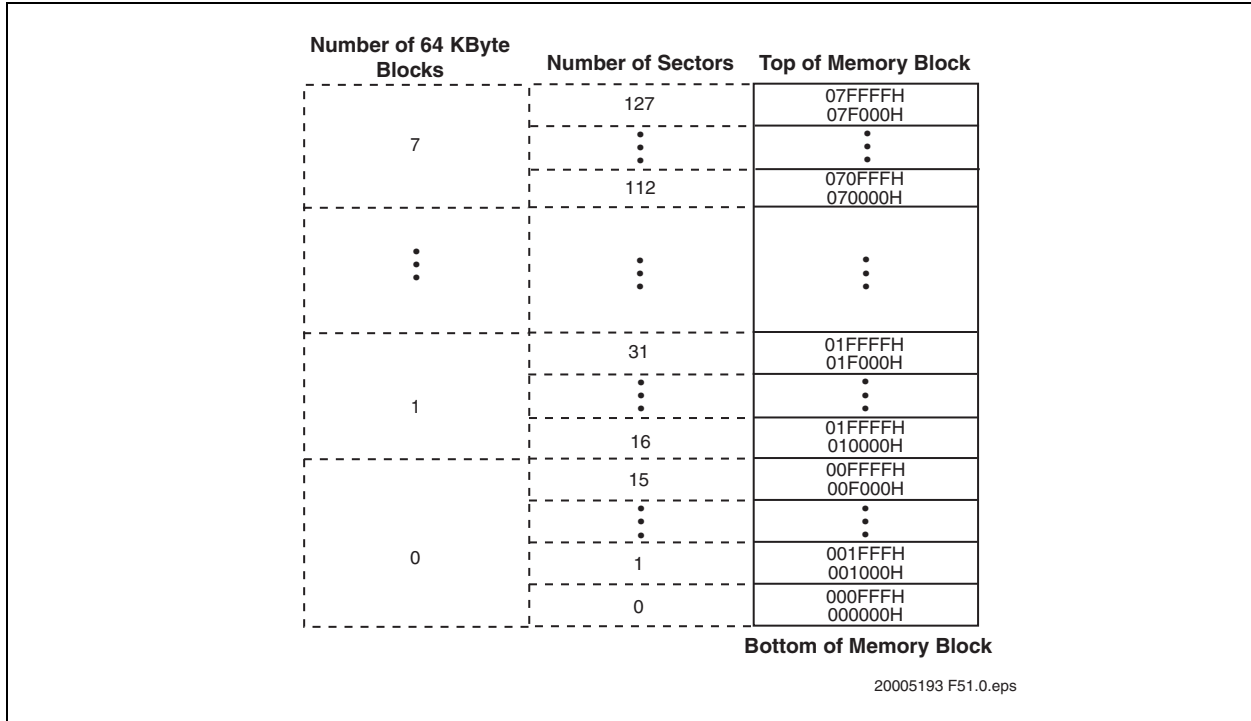 Number of 64 KByte
Blocks
Number of Sectors
Top of Memory Block
7
127
07FFFFH
07F000H
112
070FFFH
070000H
1
31
01FFFFH
01F000H
16
01FFFFH
010000H
0
15
00FFFFH
00F000H
1
001FFFH
001000H
0
000FFFH
000000H
Bottom of Memory Block
20005193 F51.0.eps